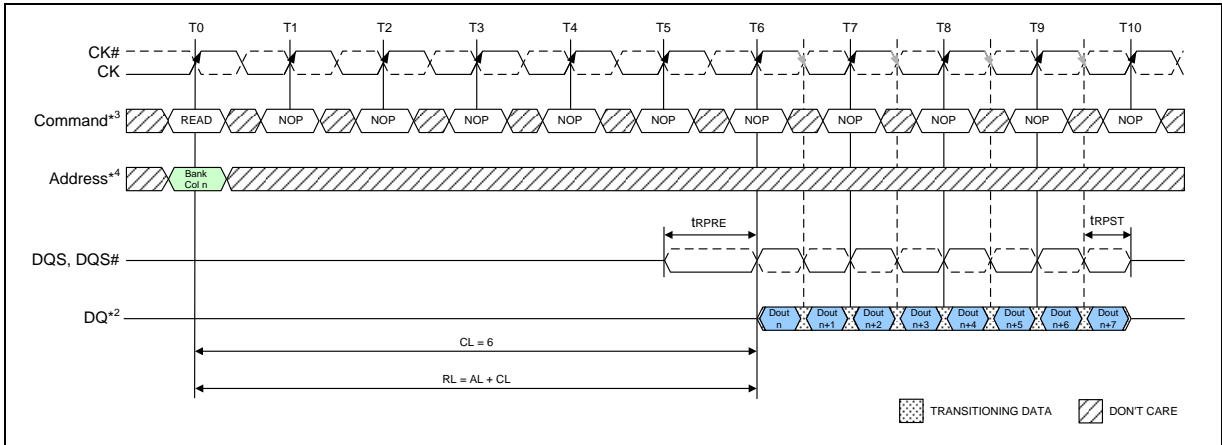 T0 T1 T2 T3 T4 T5 T6 T7 T8 T9 T10
CK#
CK
Command*3 READ NOP NOP NOP NOP NOP NOP NOP NOP NOP NOP
Address*4 Bank
Col n
tRPRE tRPST
DQS, DQS#
DQ*2 Dout Dout Dout Dout Dout Dout Dout Dout
n n+1 n+2 n+3 n+4 n+5 n+6 n+7
CL = 6
RL = AL + CL
TRANSITIONING DATA DON'T CARE